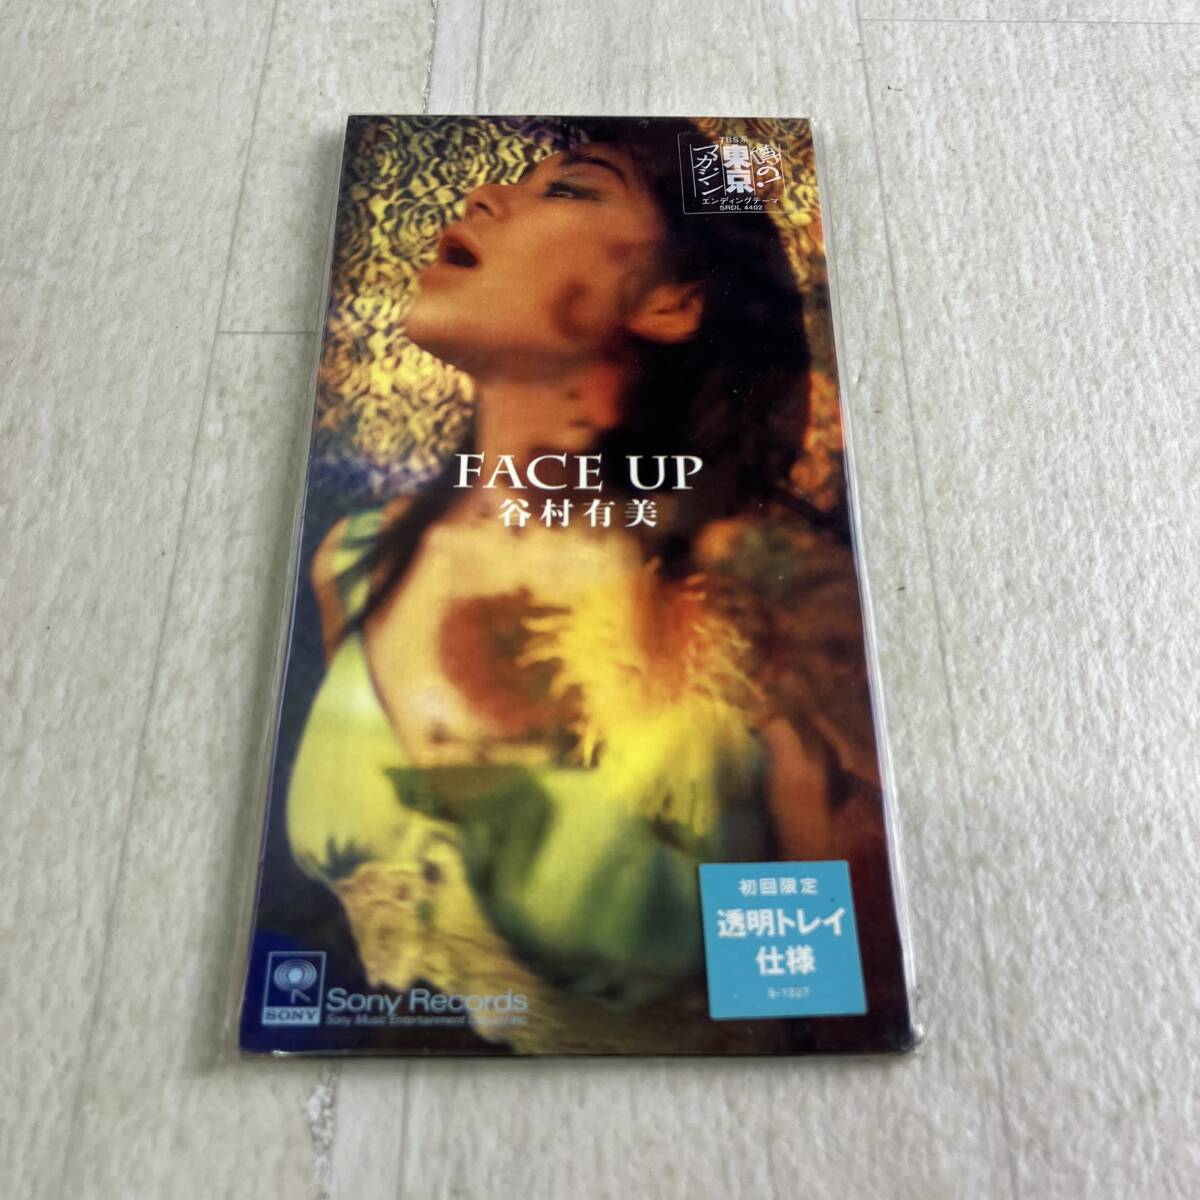 TBS系
噂の!
東京
マガジン
エンディングテーマ
SRDL 4402
FACE UP
谷村有美
初回限定
透明トレイ
仕様
S-1227
SONY
Sony Records
Sony Music Entertainment (Japan) Inc.